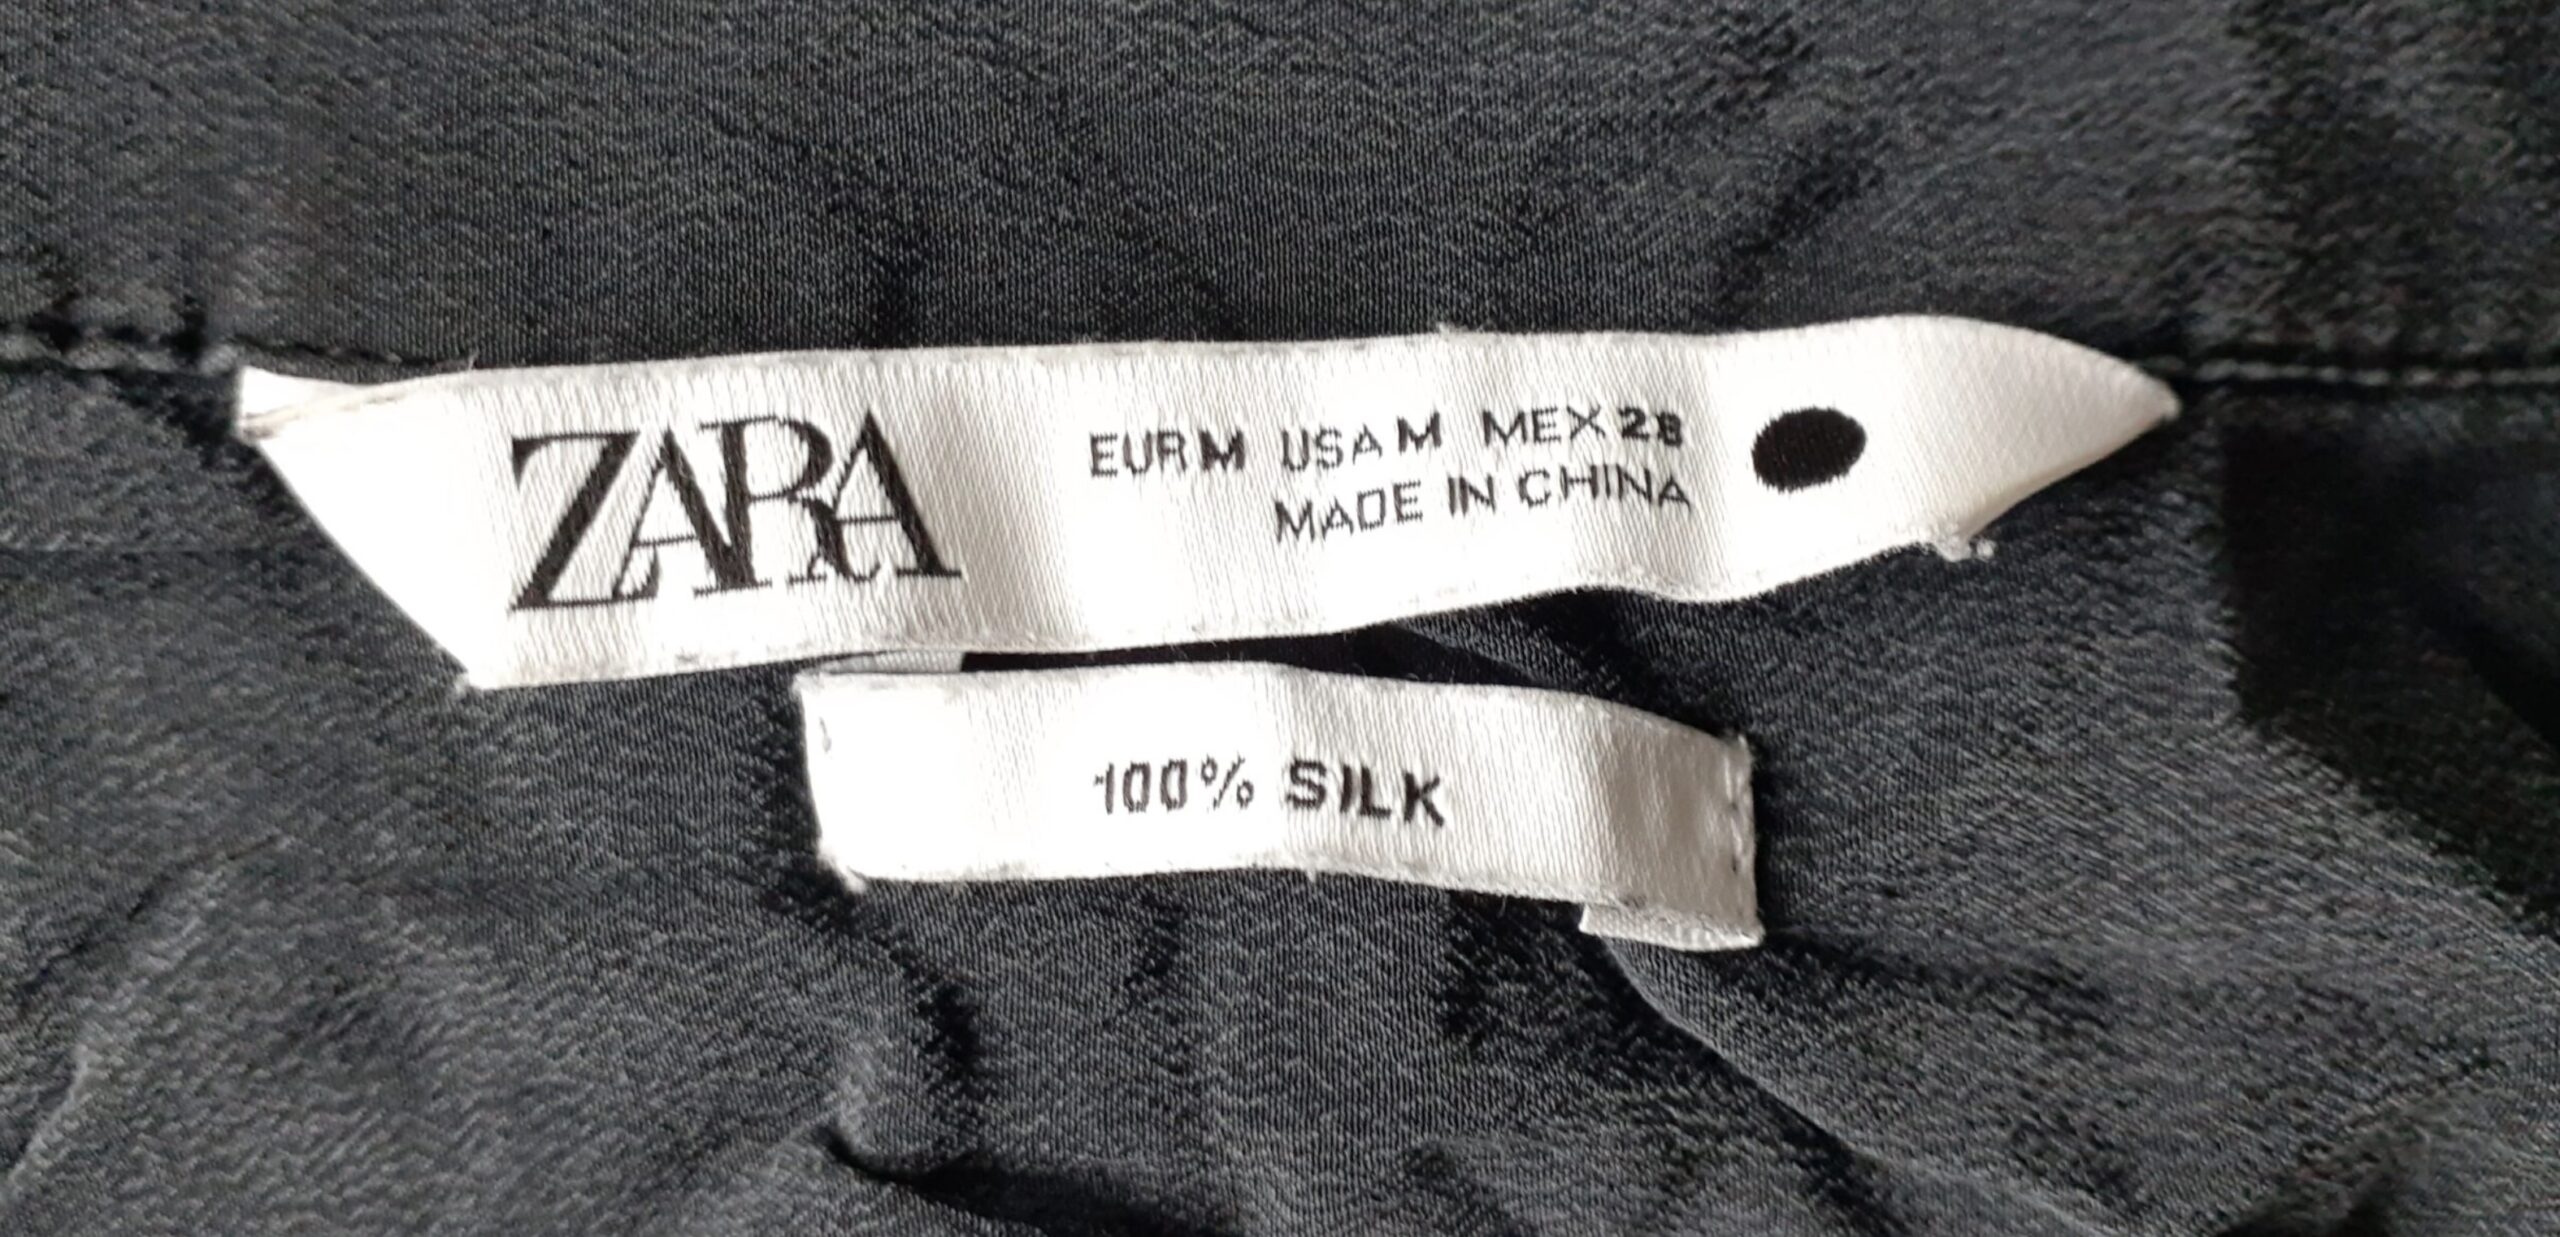 ZARA
EUR M USA M MEX 28
MADE IN CHINA
100% SILK